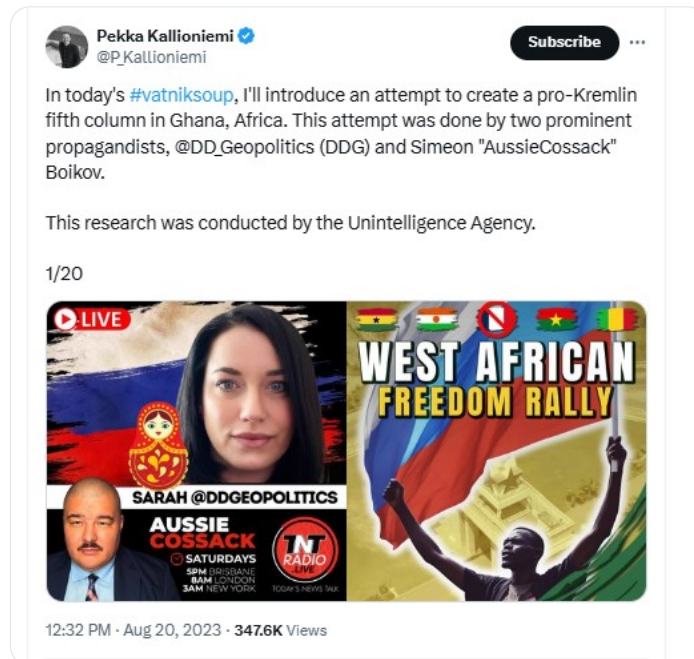 Pekka Kallioniemi
@P_Kallioniemi
Subscribe
In today's #vatniksoup, I'll introduce an attempt to create a pro-Kremlin
fifth column in Ghana, Africa. This attempt was done by two prominent
propagandists, @DD_Geopolitics (DDG) and Simeon "AussieCossack"
Boikov.
This research was conducted by the Unintelligence Agency.
1/20
LIVE
SARAH @DDGEOPOLITICS
AUSSIE
COSSACK
SATURDAYS
5PM BRISBANE
8AM LONDON
3AM NEW YORK
TNT
RADIO
.LIVE
TODAY'S NEWS TALK
WEST AFRICAN
FREEDOM RALLY
12:32 PM · Aug 20, 2023 · 347.6K Views